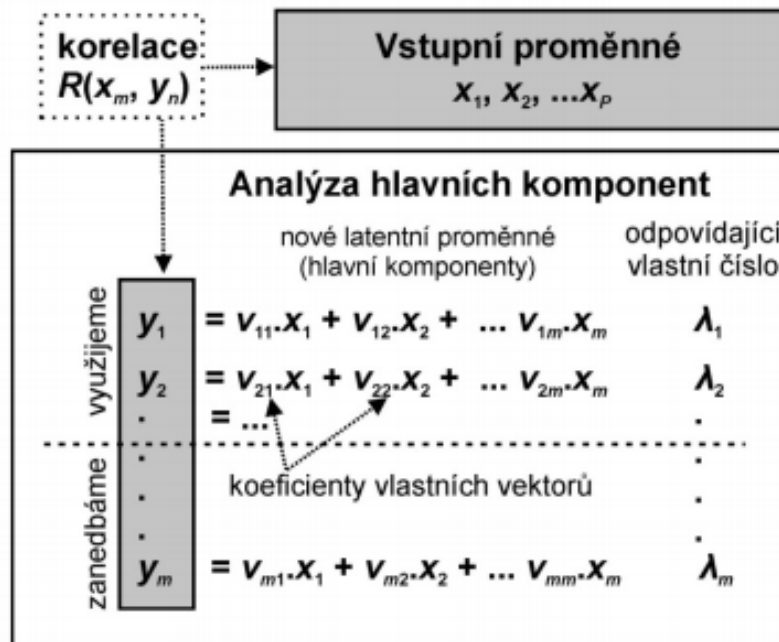 korelace
R(xₘ, yₙ)
Vstupní proměnné
x₁, x₂, ...xₚ
Analýza hlavních komponent
nové latentní proměnné
(hlavní komponenty)
odpovídající
vlastní číslo
využijeme
y₁ = v₁₁.x₁ + v₁₂.x₂ + ... v₁ₘ.xₘ λ₁
y₂ = v₂₁.x₁ + v₂₂.x₂ + ... v₂ₘ.xₘ λ₂
. = ... .
koeficienty vlastních vektorů
zanedbáme
. .
. .
. .
yₘ = vₘ₁.x₁ + vₘ₂.x₂ + ... vₘₘ.xₘ λₘ